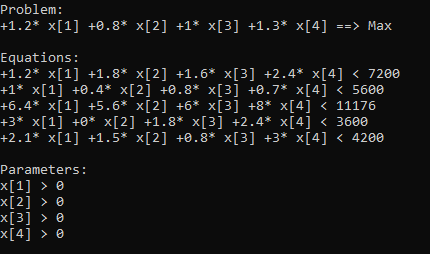 Problem:
+1.2* x[1] +0.8* x[2] +1* x[3] +1.3* x[4] ==> Max
Equations:
+1.2* x[1] +1.8* x[2] +1.6* x[3] +2.4* x[4] < 7200
+1* x[1] +0.4* x[2] +0.8* x[3] +0.7* x[4] < 5600
+6.4* x[1] +5.6* x[2] +6* x[3] +8* x[4] < 11176
+3* x[1] +0* x[2] +1.8* x[3] +2.4* x[4] < 3600
+2.1* x[1] +1.5* x[2] +0.8* x[3] +3* x[4] < 4200
Parameters:
x[1] > 0
x[2] > 0
x[3] > 0
x[4] > 0